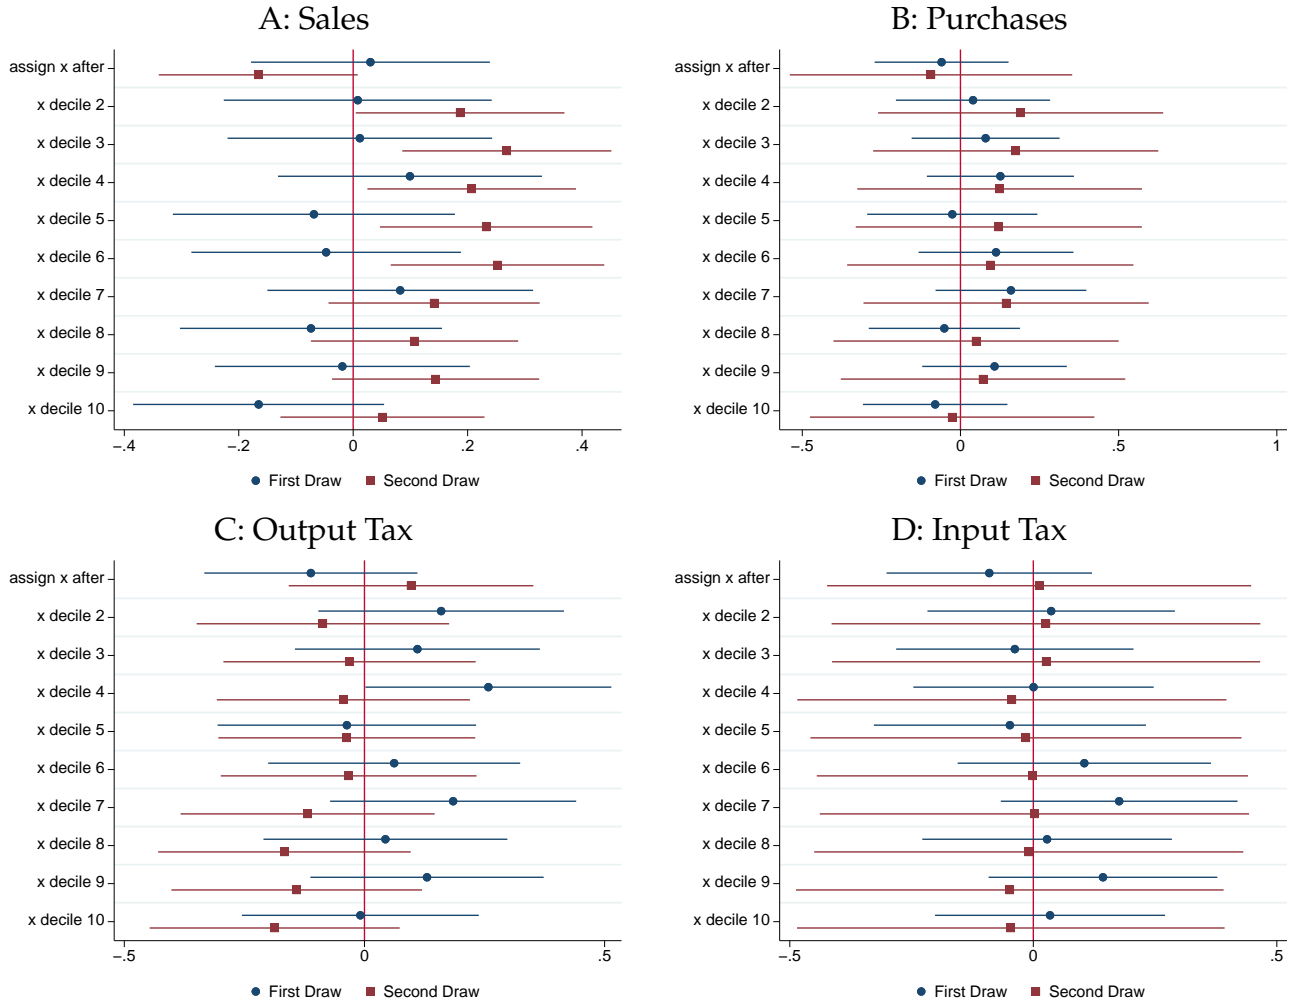 A: Sales
assign x after
x decile 2
x decile 3
x decile 4
x decile 5
x decile 6
x decile 7
x decile 8
x decile 9
x decile 10
−.4 −.2 0 .2 .4
First Draw Second Draw
B: Purchases
assign x after
x decile 2
x decile 3
x decile 4
x decile 5
x decile 6
x decile 7
x decile 8
x decile 9
x decile 10
−.5 0 .5 1
First Draw Second Draw
C: Output Tax
assign x after
x decile 2
x decile 3
x decile 4
x decile 5
x decile 6
x decile 7
x decile 8
x decile 9
x decile 10
−.5 0 .5
First Draw Second Draw
D: Input Tax
assign x after
x decile 2
x decile 3
x decile 4
x decile 5
x decile 6
x decile 7
x decile 8
x decile 9
x decile 10
−.5 0 .5
First Draw Second Draw